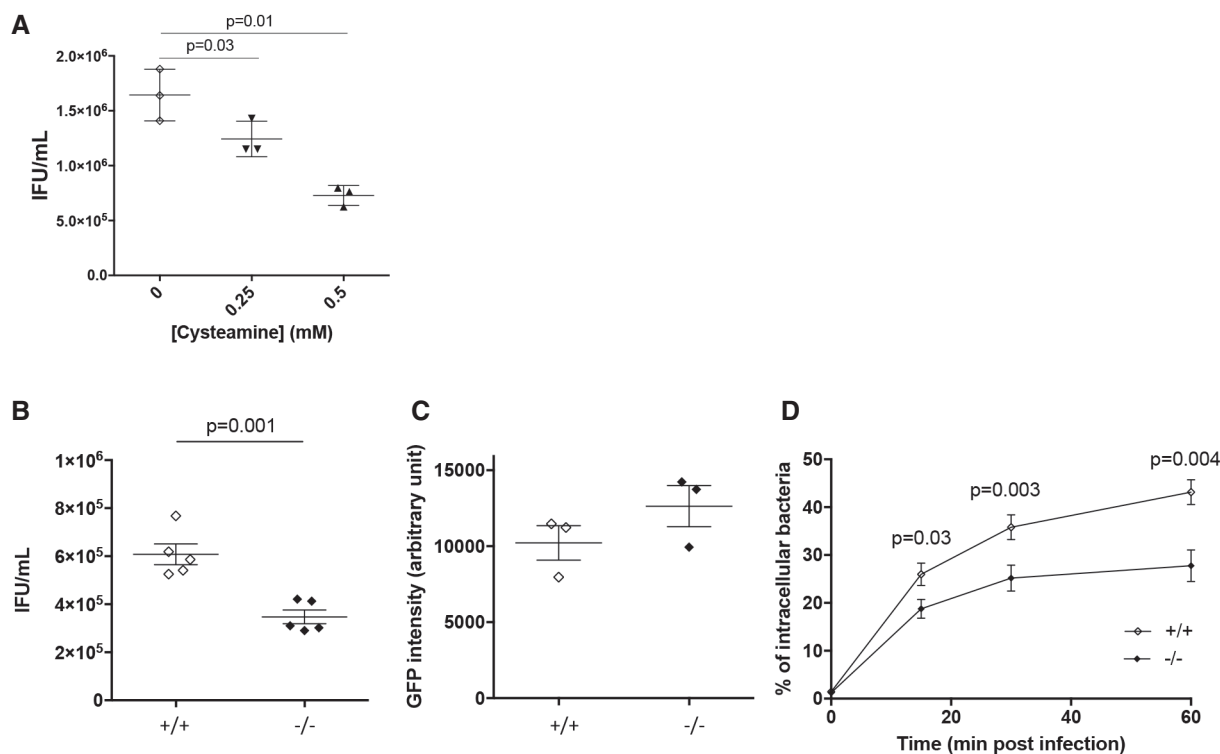 A
p=0.01
p=0.03
2.0×10⁶
1.5×10⁶
1.0×10⁶
5.0×10⁵
0.0
IFU/mL
0
0.25
0.5
[Cysteamine] (mM)
B
p=0.001
1×10⁶
8×10⁵
6×10⁵
4×10⁵
2×10⁵
0
IFU/mL
+/+
-/-
C
GFP intensity (arbitrary unit)
15000
10000
5000
0
+/+
-/-
D
% of intracellular bacteria
50
40
30
20
10
0
p=0.03
p=0.003
p=0.004
+/+
-/-
0
20
40
60
Time (min post infection)